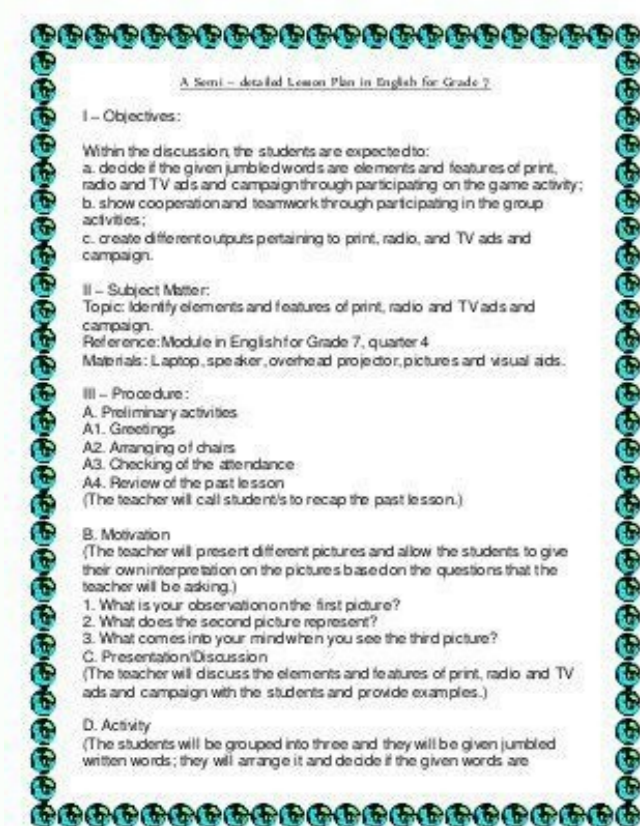 A Semi – detailed Lesson Plan in English for Grade 7
I – Objectives:
Within the discussion, the students are expected to:
a. decide if the given jumbled words are elements and features of print,
radio and TV ads and campaign through participating on the game activity;
b. show cooperation and teamwork through participating in the group
activities;
c. create different outputs pertaining to print, radio, and TV ads and
campaign.
II – Subject Matter:
Topic: Identify elements and features of print, radio and TV ads and
campaign.
Reference: Module in English for Grade 7, quarter 4
Materials: Laptop, speaker, overhead projector, pictures and visual aids.
III – Procedure:
A. Preliminary activities
A1. Greetings
A2. Arranging of chairs
A3. Checking of the attendance
A4. Review of the past lesson
(The teacher will call student/s to recap the past lesson.)
B. Motivation
(The teacher will present different pictures and allow the students to give
their own interpretation on the pictures based on the questions that the
teacher will be asking.)
1. What is your observation on the first picture?
2. What does the second picture represent?
3. What comes into your mind when you see the third picture?
C. Presentation/Discussion
(The teacher will discuss the elements and features of print, radio and TV
ads and campaign with the students and provide examples.)
D. Activity
(The students will be grouped into three and they will be given jumbled
written words; they will arrange it and decide if the given words are